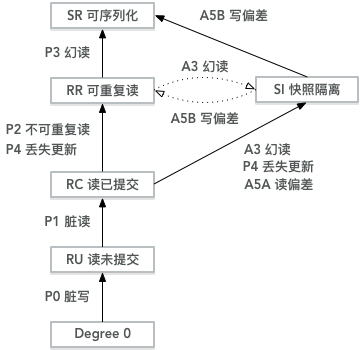 SR 可序列化
A5B 写偏差
P3 幻读
A3 幻读
RR 可重复读
SI 快照隔离
A5B 写偏差
P2 不可重复读
P4 丢失更新
A3 幻读
P4 丢失更新
A5A 读偏差
RC 读已提交
P1 脏读
RU 读未提交
P0 脏写
Degree 0